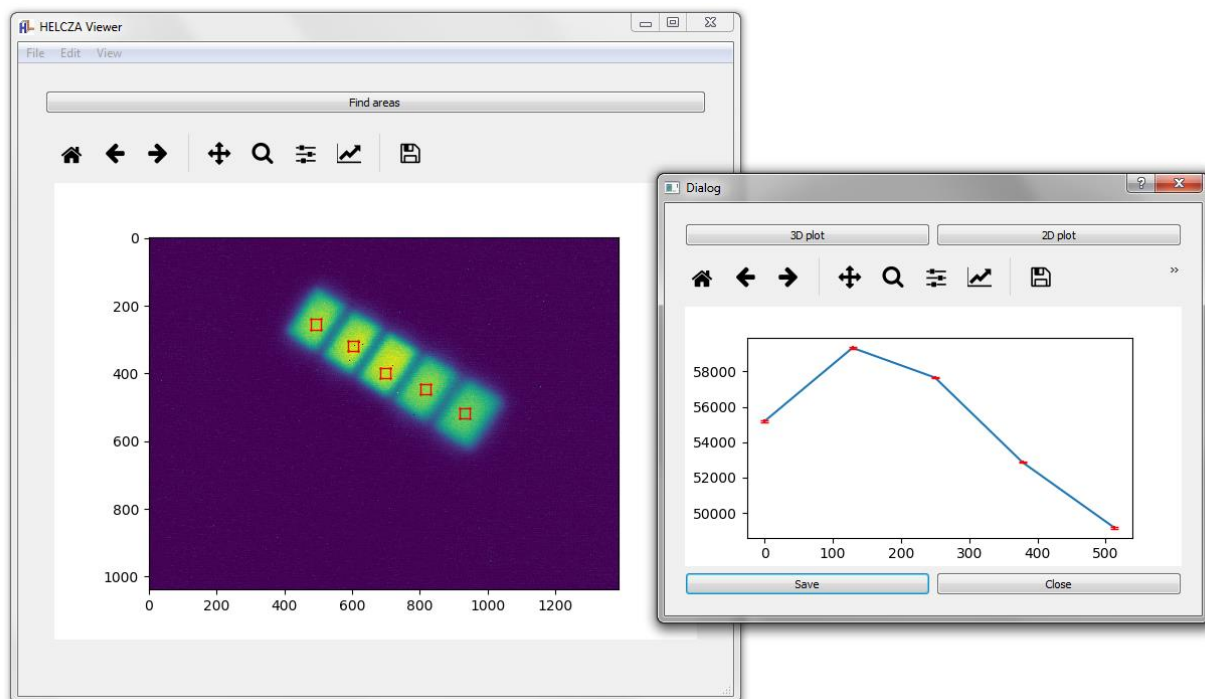 HELCZA Viewer
File Edit View
Find areas
0
200
400
600
800
1000
0 200 400 600 800 1000 1200
Dialog
3D plot 2D plot
58000
56000
54000
52000
50000
0 100 200 300 400 500
Save Close